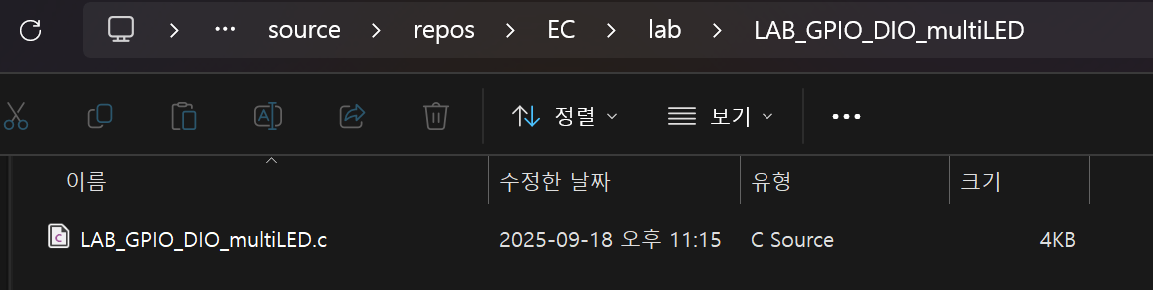 ··· source repos EC lab LAB_GPIO_DIO_multiLED
정렬 보기 ···
이름 수정한 날짜 유형 크기
LAB_GPIO_DIO_multiLED.c 2025-09-18 오후 11:15 C Source 4KB